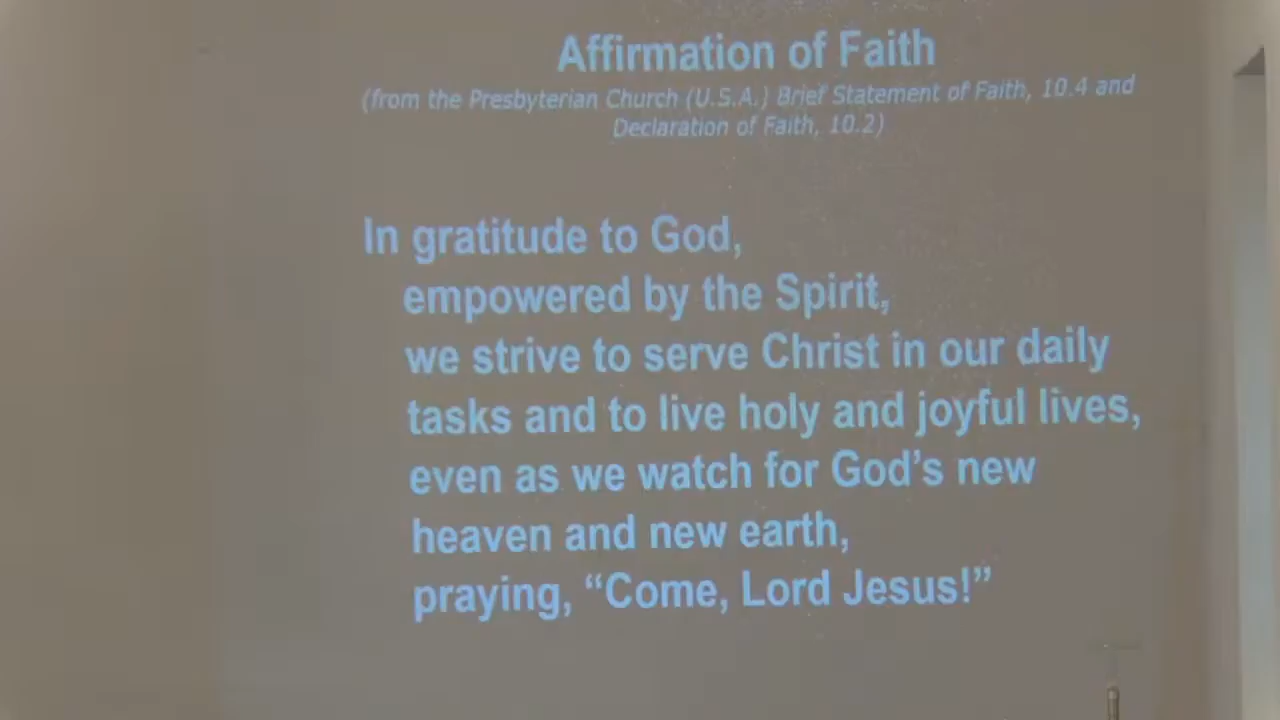 Affirmation of Faith
(from the Presbyterian Church (U.S.A.) Brief Statement of Faith, 10.4 and
Declaration of Faith, 10.2)
In gratitude to God,
empowered by the Spirit,
we strive to serve Christ in our daily
tasks and to live holy and joyful lives,
even as we watch for God’s new
heaven and new earth,
praying, “Come, Lord Jesus!”